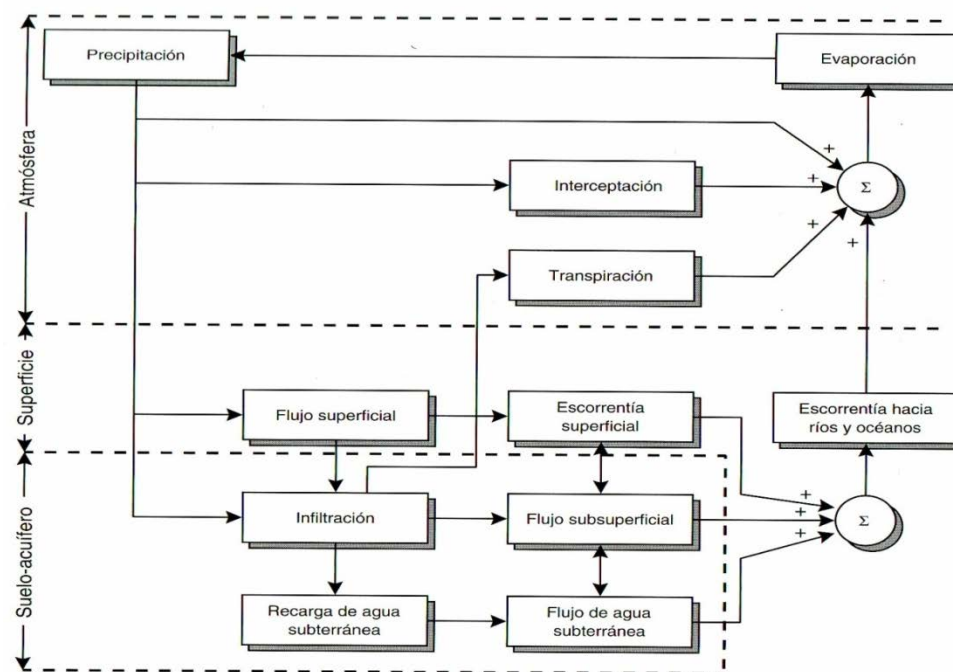 Precipitación
Evaporación
Atmósfera
+
Interceptación
+
Σ
+
+
Transpiración
Superficie
Flujo superficial
Escorrentía
superficial
Escorrentía hacia
ríos y océanos
Suelo-acuífero
Infiltración
Flujo subsuperficial
+
+
+
Σ
Recarga de agua
subterránea
Flujo de agua
subterránea